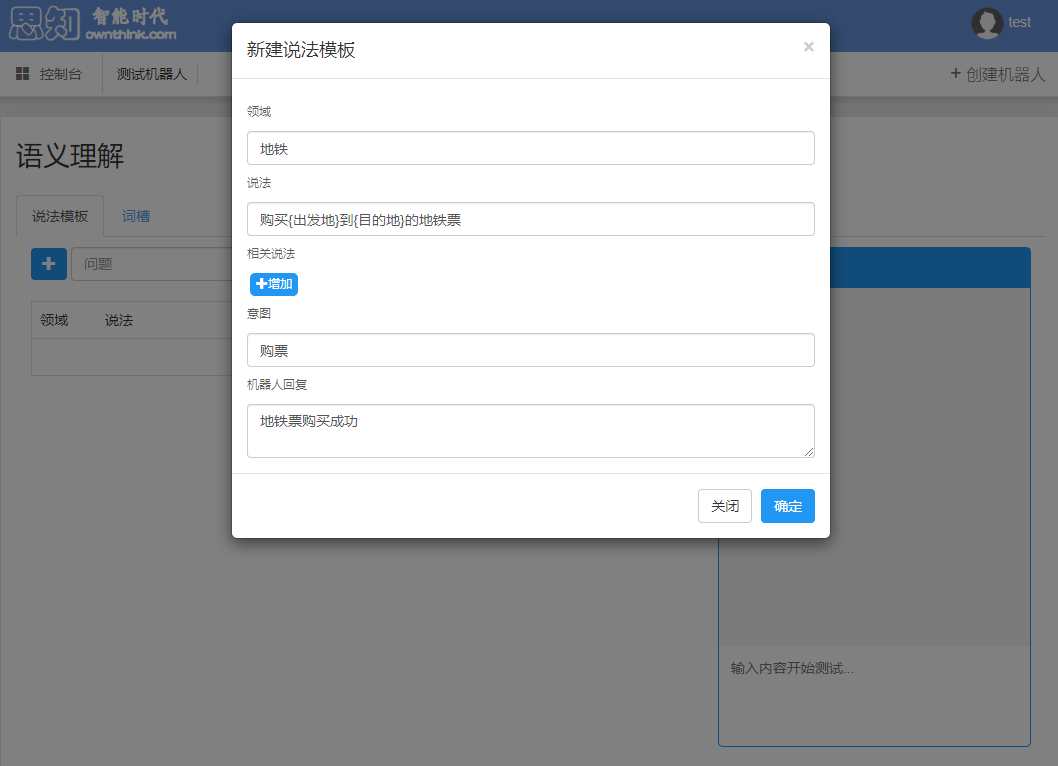 思知 智能时代
ownthink.com
test
控制台
测试机器人
+ 创建机器人
新建说法模板
×
领域
地铁
说法
购买{出发地}到{目的地}的地铁票
相关说法
+增加
意图
购票
机器人回复
地铁票购买成功
关闭
确定
语义理解
说法模板
词槽
+
问题
领域
说法
输入内容开始测试...